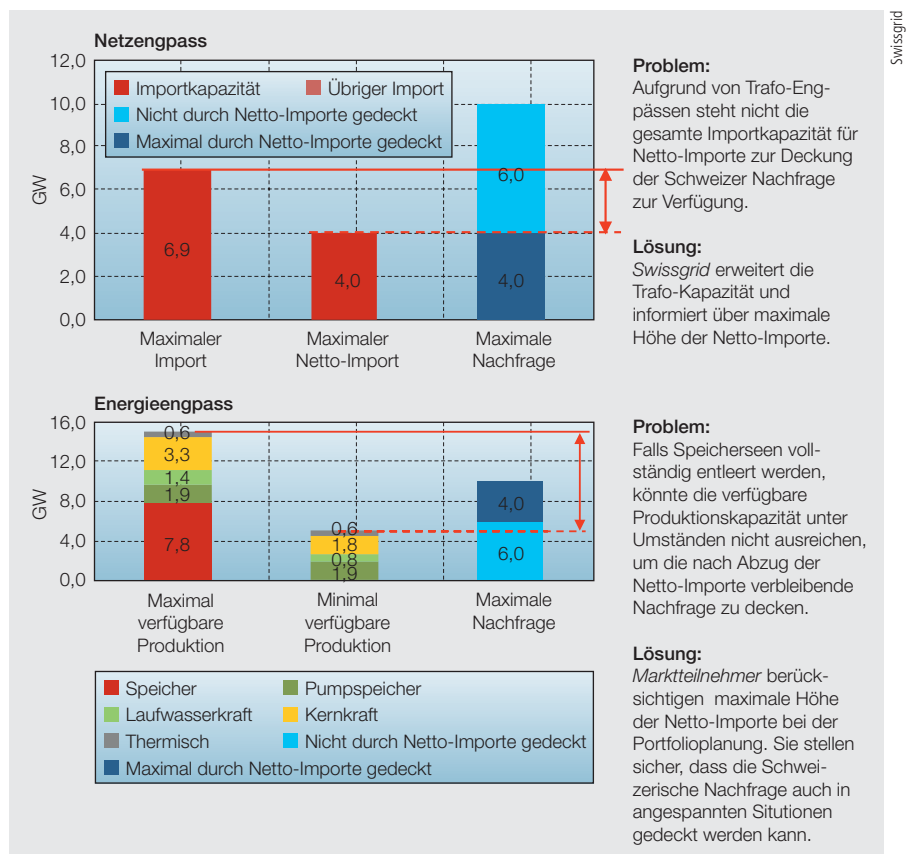 Swissgrid
Netzengpass
12,0
10,0
8,0
6,0
4,0
2,0
0,0
GW
Importkapazität
Übriger Import
Nicht durch Netto-Importe gedeckt
Maximal durch Netto-Importe gedeckt
6,9
4,0
6,0
4,0
Maximaler
Import
Maximaler
Netto-Import
Maximale
Nachfrage
Problem:
Aufgrund von Trafo-Eng-
pässen steht nicht die
gesamte Importkapazität für
Netto-Importe zur Deckung
der Schweizer Nachfrage
zur Verfügung.
Lösung:
Swissgrid erweitert die
Trafo-Kapazität und
informiert über maximale
Höhe der Netto-Importe.
Energieengpass
16,0
12,0
8,0
4,0
0,0
GW
0,6
3,3
1,4
1,9
7,8
0,6
1,8
0,8
1,9
4,0
6,0
Maximal
verfügbare
Produktion
Minimal
verfügbare
Produktion
Maximale
Nachfrage
Speicher
Pumpspeicher
Laufwasserkraft
Kernkraft
Thermisch
Nicht durch Netto-Importe gedeckt
Maximal durch Netto-Importe gedeckt
Problem:
Falls Speicherseen voll-
ständig entleert werden,
könnte die verfügbare
Produktionskapazität unter
Umständen nicht ausreichen,
um die nach Abzug der
Netto-Importe verbleibende
Nachfrage zu decken.
Lösung:
Marktteilnehmer berück-
sichtigen maximale Höhe
der Netto-Importe bei der
Portfolioplanung. Sie stellen
sicher, dass die Schwei-
zerische Nachfrage auch in
angespannten Situtionen
gedeckt werden kann.